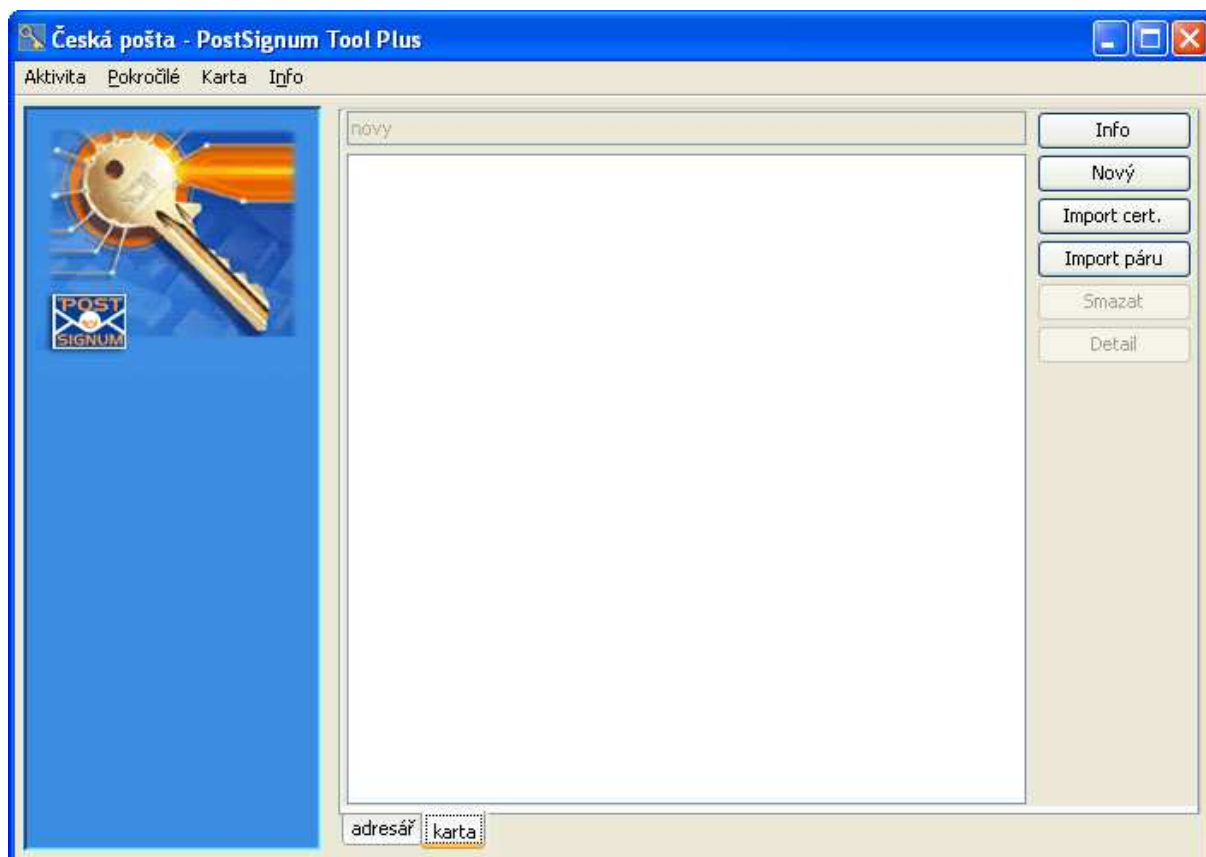 Česká pošta - PostSignum Tool Plus
Aktivita Pokročilé Karta Info
novy
Info
Nový
Import cert.
Import páru
Smazat
Detail
POST
SIGNUM
adresář karta